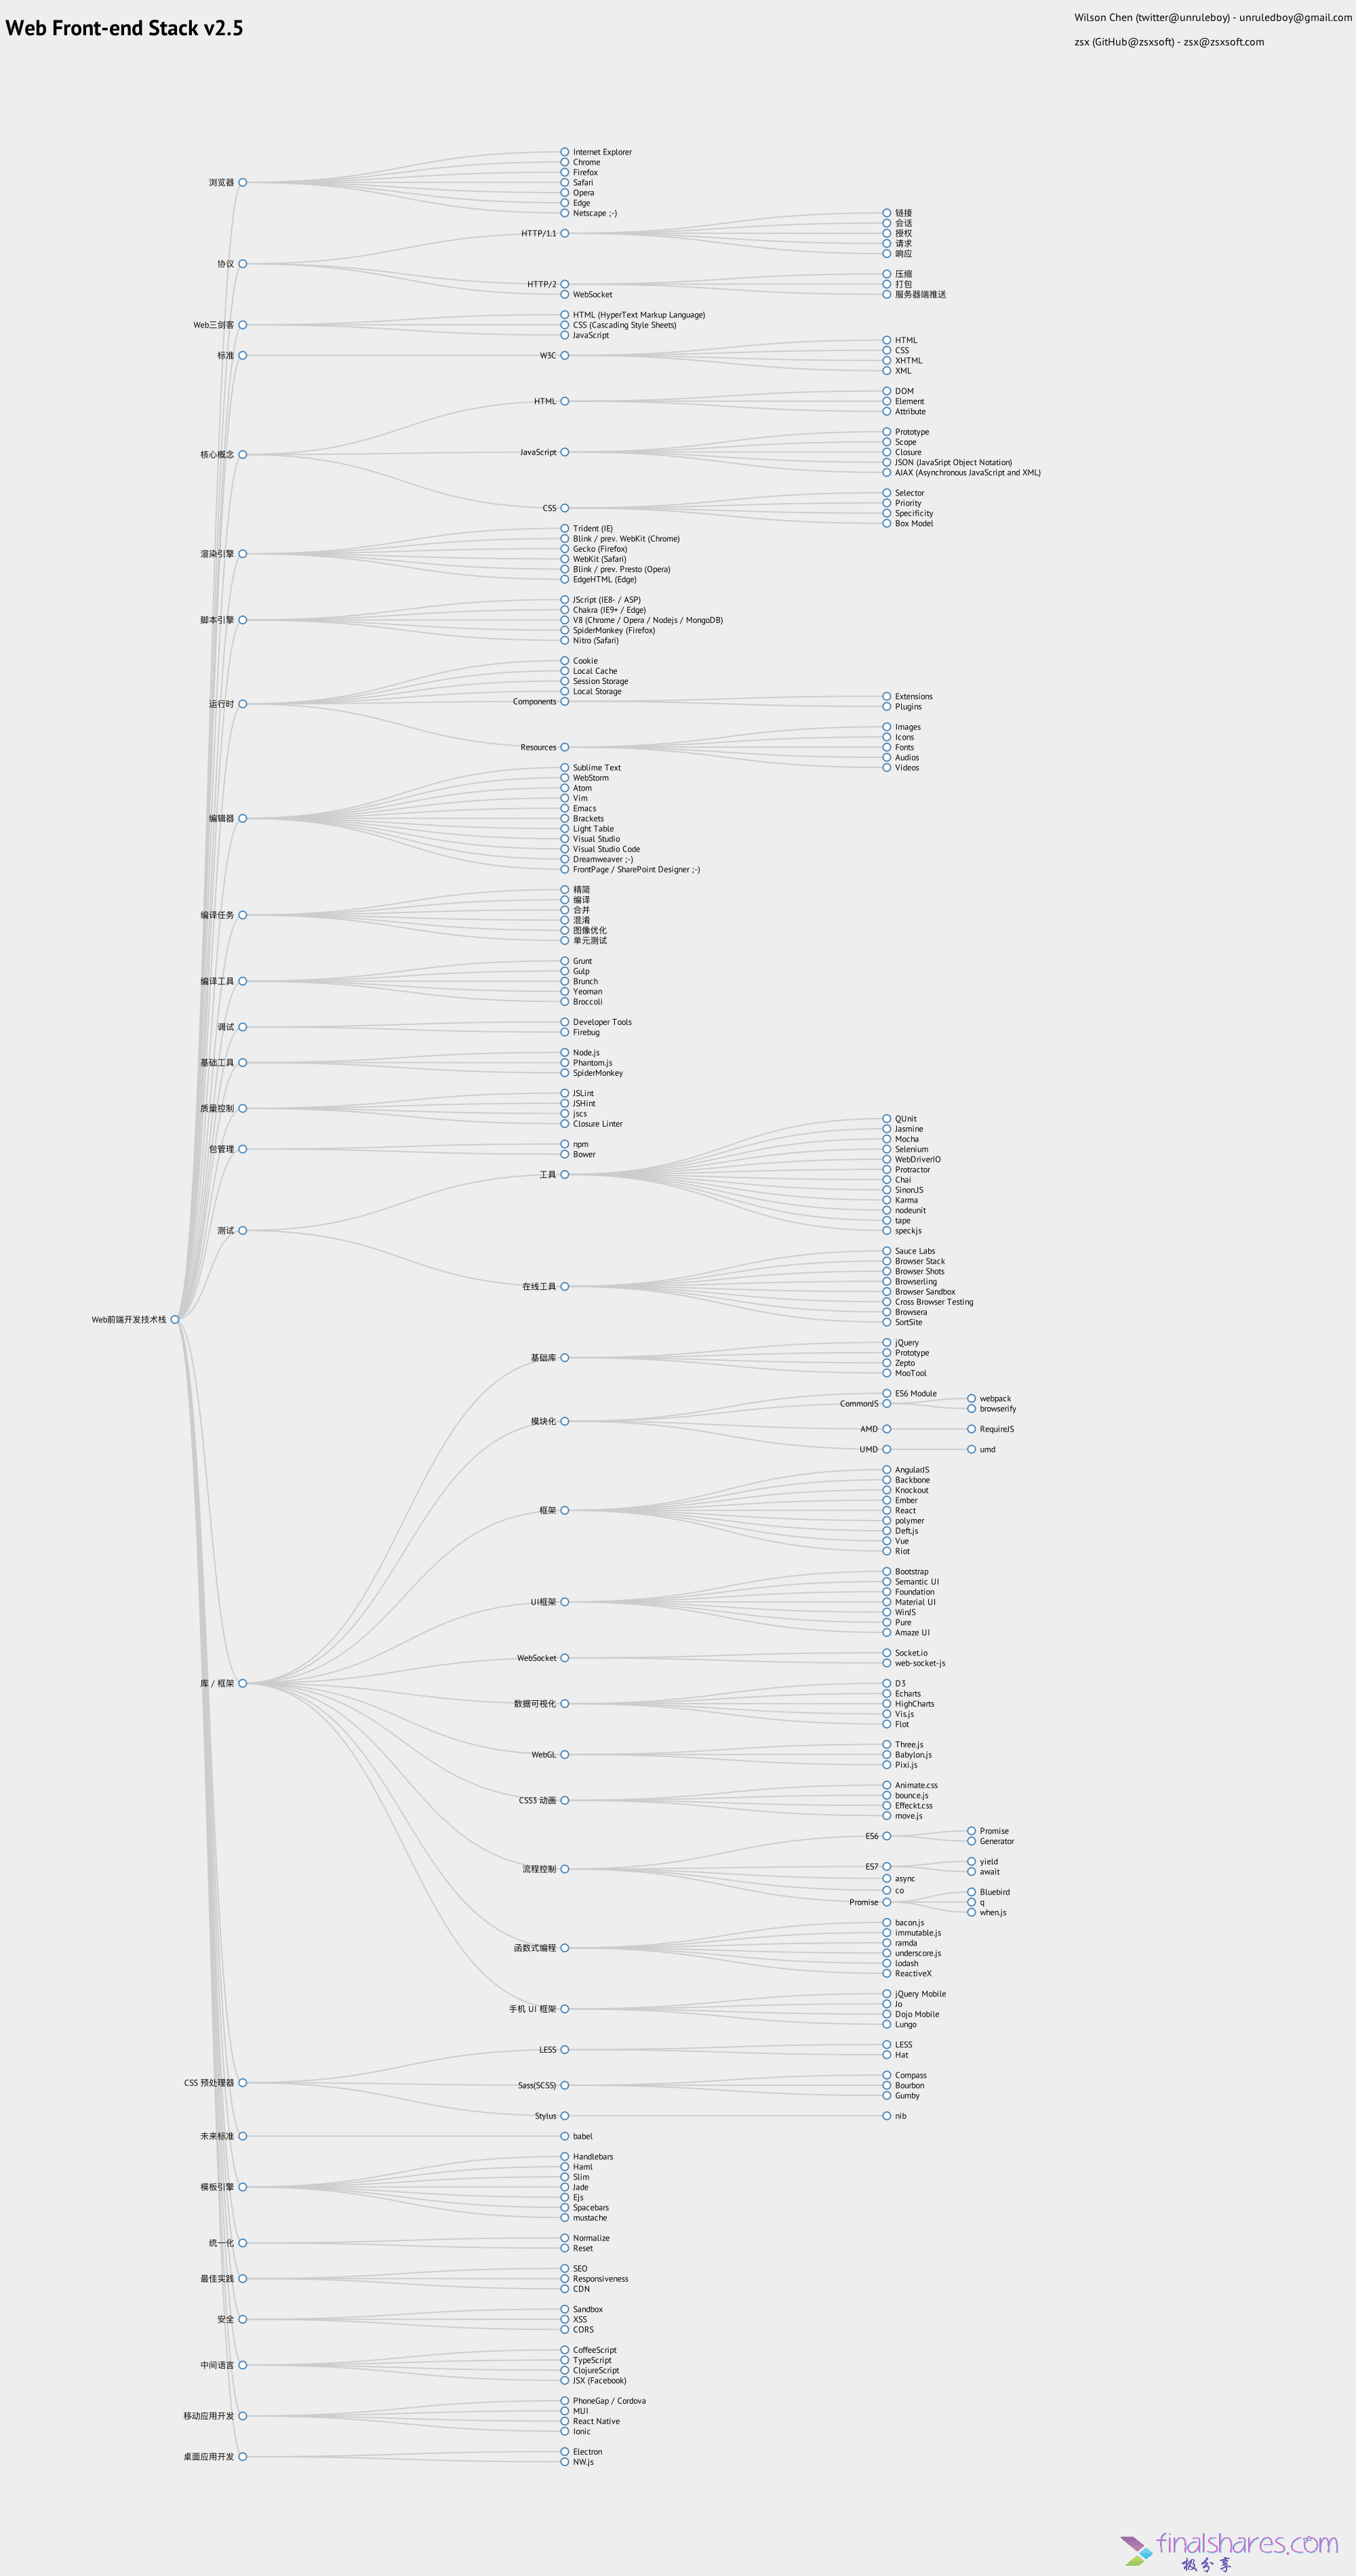 Web Front-end Stack v2.5
Wilson Chen (twitter@unruleboy) - unruledboy@gmail.com
zsx (GitHub@zsxsoft) - zsx@zsxsoft.com
Web前端开发技术栈
浏览器
Internet Explorer
Chrome
Firefox
Safari
Opera
Edge
Netscape ;-)
协议
HTTP/1.1
链接
会话
授权
请求
响应
HTTP/2
压缩
打包
服务器端推送
WebSocket
Web三剑客
HTML (HyperText Markup Language)
CSS (Cascading Style Sheets)
JavaScript
标准
W3C
HTML
CSS
XHTML
XML
核心概念
HTML
DOM
Element
Attribute
JavaScript
Prototype
Scope
Closure
JSON (JavaSript Object Notation)
AJAX (Asynchronous JavaScript and XML)
CSS
Selector
Priority
Specificity
Box Model
渲染引擎
Trident (IE)
Blink / prev. WebKit (Chrome)
Gecko (Firefox)
WebKit (Safari)
Blink / prev. Presto (Opera)
EdgeHTML (Edge)
脚本引擎
JScript (IE8- / ASP)
Chakra (IE9+ / Edge)
V8 (Chrome / Opera / Nodejs / MongoDB)
SpiderMonkey (Firefox)
Nitro (Safari)
运行时
Cookie
Local Cache
Session Storage
Local Storage
Components
Extensions
Plugins
Resources
Images
Icons
Fonts
Audios
Videos
编辑器
Sublime Text
WebStorm
Atom
Vim
Emacs
Brackets
Light Table
Visual Studio
Visual Studio Code
Dreamweaver ;-)
FrontPage / SharePoint Designer ;-)
编译任务
精简
编译
合并
混淆
图像优化
单元测试
编译工具
Grunt
Gulp
Brunch
Yeoman
Broccoli
调试
Developer Tools
Firebug
基础工具
Node.js
Phantom.js
SpiderMonkey
质量控制
JSLint
JSHint
jscs
Closure Linter
包管理
npm
Bower
测试
工具
QUnit
Jasmine
Mocha
Selenium
WebDriverIO
Protractor
Chai
SinonJS
Karma
nodeunit
tape
speckjs
在线工具
Sauce Labs
Browser Stack
Browser Shots
Browserling
Browser Sandbox
Cross Browser Testing
Browsera
SortSite
库 / 框架
基础库
jQuery
Prototype
Zepto
MooTool
模块化
ES6 Module
CommonJS
webpack
browserify
AMD
RequireJS
UMD
umd
框架
AngularJS
Backbone
Knockout
Ember
React
polymer
Deft.js
Vue
Riot
UI框架
Bootstrap
Semantic UI
Foundation
Material UI
WinJS
Pure
Amaze UI
WebSocket
Socket.io
web-socket-js
数据可视化
D3
Echarts
HighCharts
Vis.js
Flot
WebGL
Three.js
Babylon.js
Pixi.js
CSS3 动画
Animate.css
bounce.js
Effeckt.css
move.js
流程控制
ES6
Promise
Generator
ES7
yield
await
async
co
Promise
Bluebird
q
when.js
函数式编程
bacon.js
immutable.js
ramda
underscore.js
lodash
ReactiveX
手机 UI 框架
jQuery Mobile
Jo
Dojo Mobile
Lungo
CSS 预处理器
LESS
LESS
Hat
Sass(SCSS)
Compass
Bourbon
Gumby
Stylus
nib
未来标准
babel
模板引擎
Handlebars
Haml
Slim
Jade
Ejs
Spacebars
mustache
统一化
Normalize
Reset
最佳实践
SEO
Responsiveness
CDN
安全
Sandbox
XSS
CORS
中间语言
CoffeeScript
TypeScript
ClojureScript
JSX (Facebook)
移动应用开发
PhoneGap / Cordova
MUI
React Native
Ionic
桌面应用开发
Electron
NW.js
finalshares.com
极分享